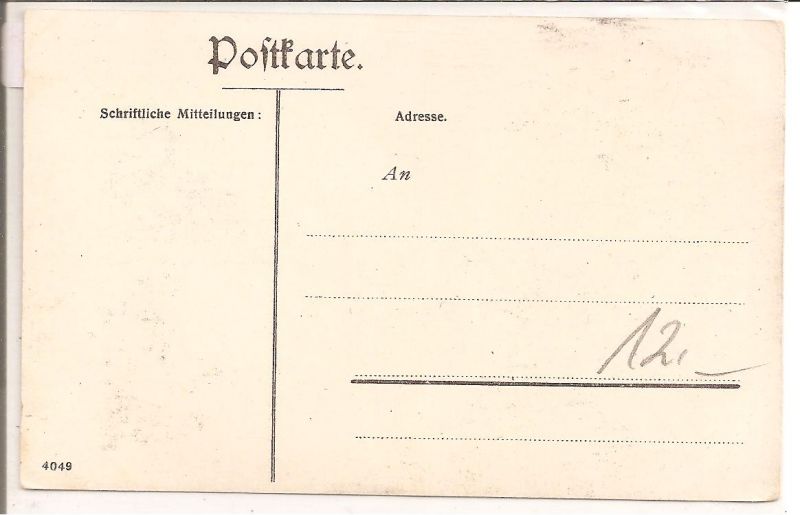 Poſtkarte.
Schriftliche Mitteilungen:
Adresse.
An
12,-
4049